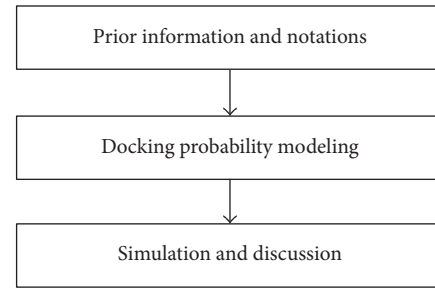 Prior information and notations
Docking probability modeling
Simulation and discussion